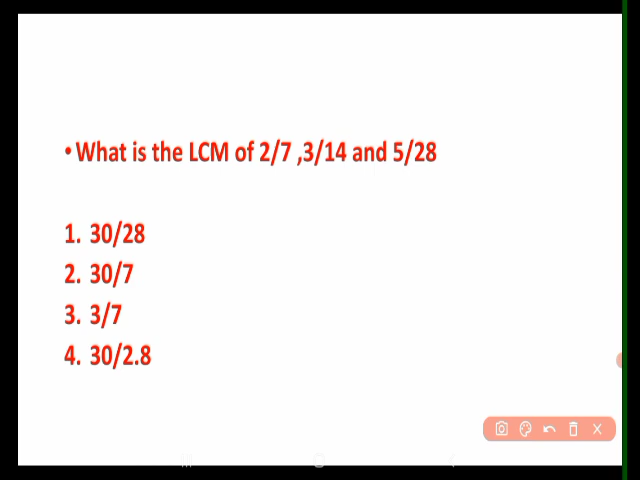 • What is the LCM of 2/7 ,3/14 and 5/28
1. 30/28
2. 30/7
3. 3/7
4. 30/2.8